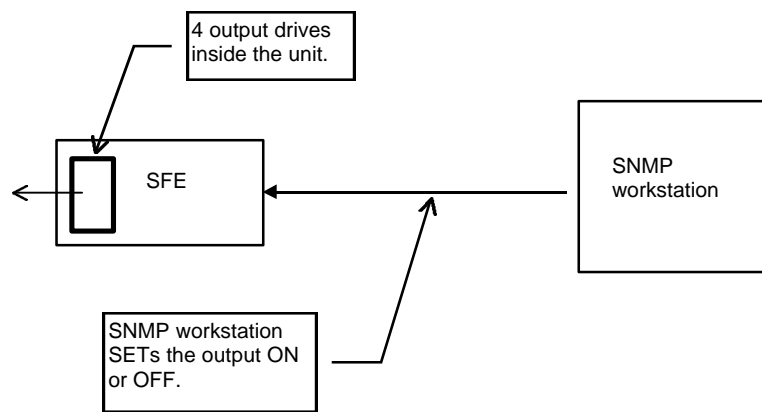 4 output drives
inside the unit.
SFE
SNMP
workstation
SNMP workstation
SETs the output ON
or OFF.